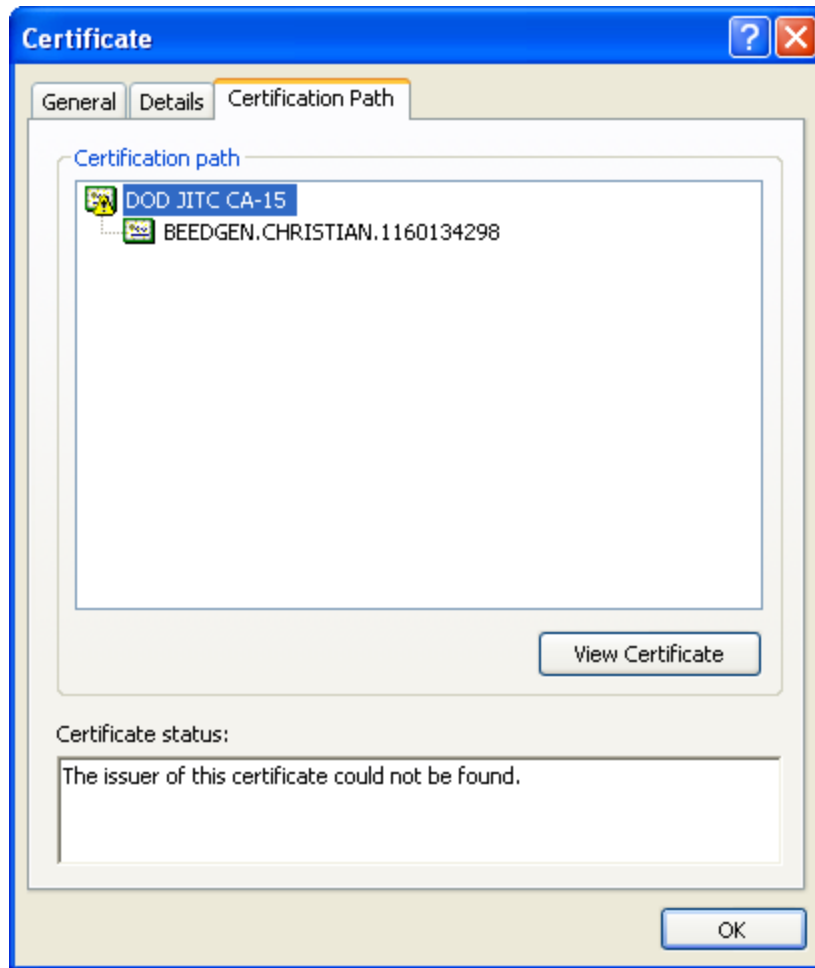 Certificate
General Details Certification Path
Certification path
DOD JITC CA-15
BEEDGEN.CHRISTIAN.1160134298
View Certificate
Certificate status:
The issuer of this certificate could not be found.
OK